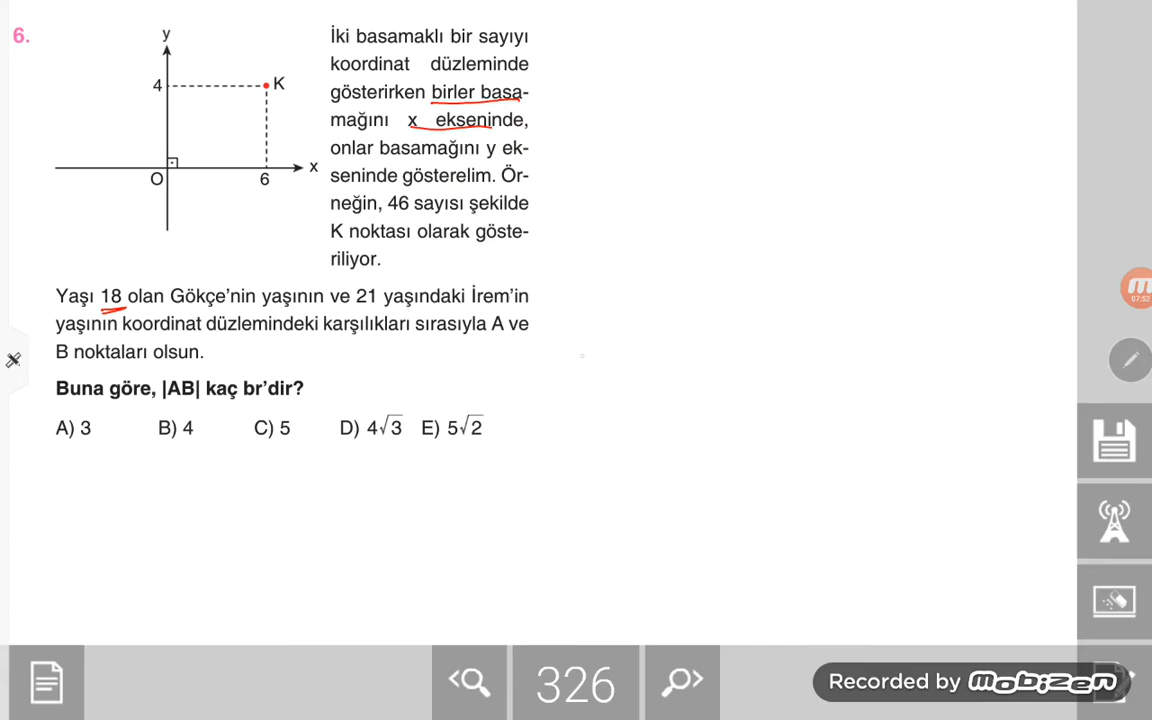 6.
y
4
K
O
6
x
İki basamaklı bir sayıyı
koordinat düzleminde
gösterirken birler basa-
mağını x ekseninde,
onlar basamağını y ek-
seninde gösterelim. Ör-
neğin, 46 sayısı şekilde
K noktası olarak göste-
riliyor.
Yaşı 18 olan Gökçe'nin yaşının ve 21 yaşındaki İrem'in
yaşının koordinat düzlemindeki karşılıkları sırasıyla A ve
B noktaları olsun.
Buna göre, |AB| kaç br'dir?
A) 3 B) 4 C) 5 D) 4√3 E) 5√2
07:52
326
Recorded by mobizen